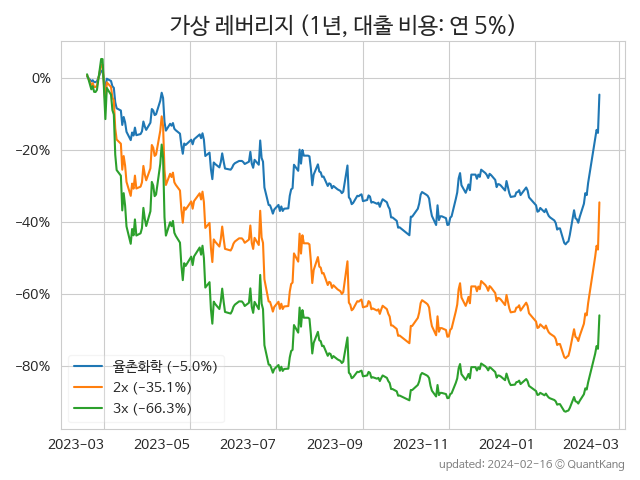 가상 레버리지 (1년, 대출 비용: 연 5%)
0%
−20%
−40%
−60%
−80%
율촌화학 (−5.0%)
2x (−35.1%)
3x (−66.3%)
2023−03 2023−05 2023−07 2023−09 2023−11 2024−01 2024−03
updated: 2024-02-16 © QuantKang